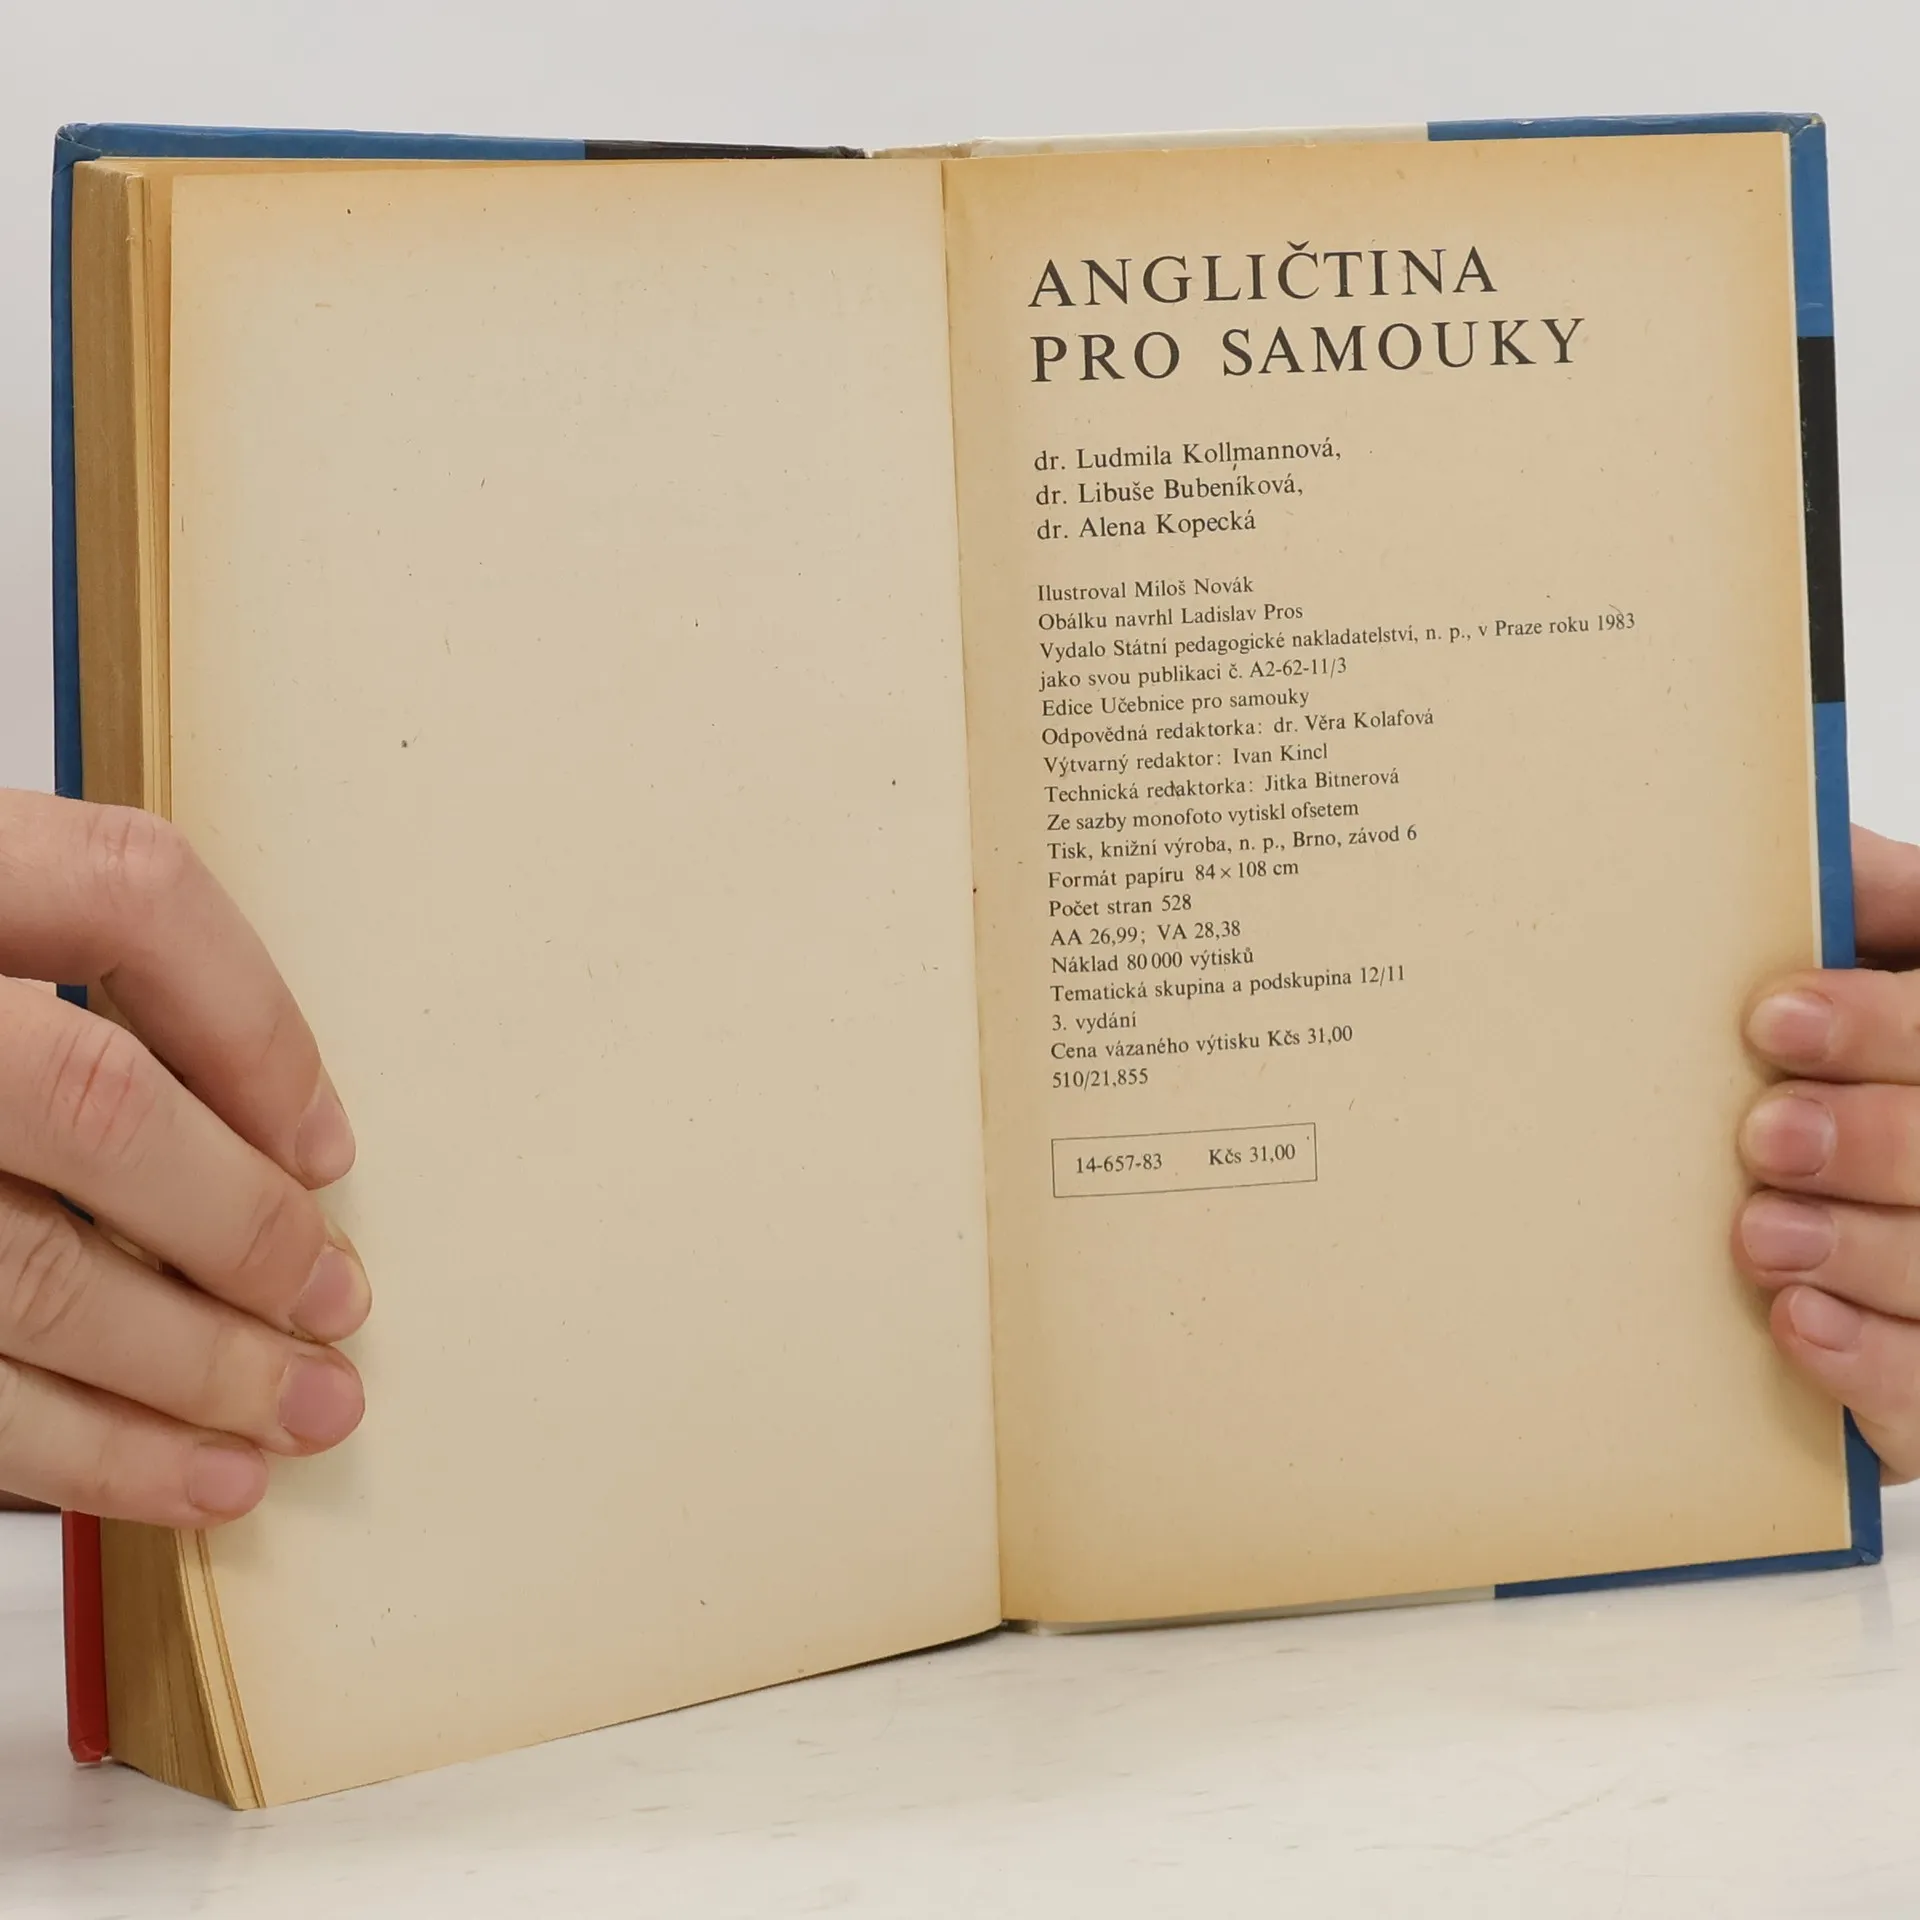 ANGLIČTINA
PRO SAMOUKY
dr. Ludmila Kollmannová,
dr. Libuše Bubeníková,
dr. Alena Kopecká
Ilustroval Miloš Novák
Obálku navrhl Ladislav Pros
Vydalo Státní pedagogické nakladatelství, n. p., v Praze roku 1983
jako svou publikaci č. A2-62-11/3
Edice Učebnice pro samouky
Odpovědná redaktorka: dr. Věra Kolafová
Výtvarný redaktor: Ivan Kincl
Technická redaktorka: Jitka Bitnerová
Ze sazby monofoto vytiskl ofsetem
Tisk, knižní výroba, n. p., Brno, závod 6
Formát papíru 84 × 108 cm
Počet stran 528
AA 26,99; VA 28,38
Náklad 80 000 výtisků
Tematická skupina a podskupina 12/11
3. vydání
Cena vázaného výtisku Kčs 31,00
510/21,855
14-657-83 Kčs 31,00